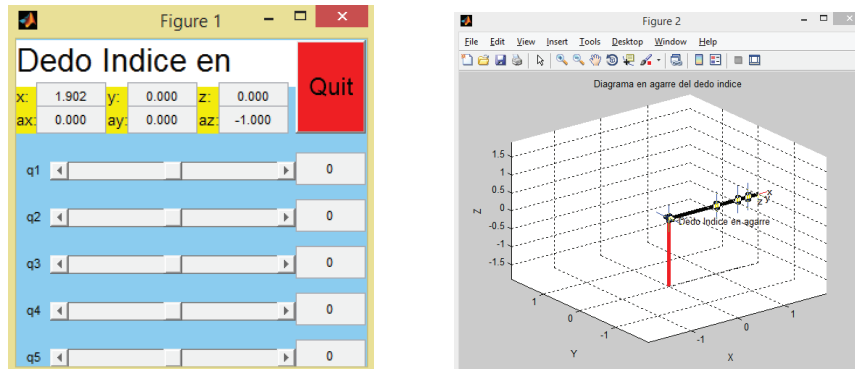 Figure 1
Dedo Indice en
Quit
x: 1.902 y: 0.000 z: 0.000
ax: 0.000 ay: 0.000 az: -1.000
q1 0
q2 0
q3 0
q4 0
q5 0
Figure 2
File Edit View Insert Tools Desktop Window Help
Diagrama en agarre del dedo indice
1.5
1
0.5
0
-0.5
-1
-1.5
Z
x
y
z
Dedo Indice en agarre
1
0
-1
Y
-1
0
1
X